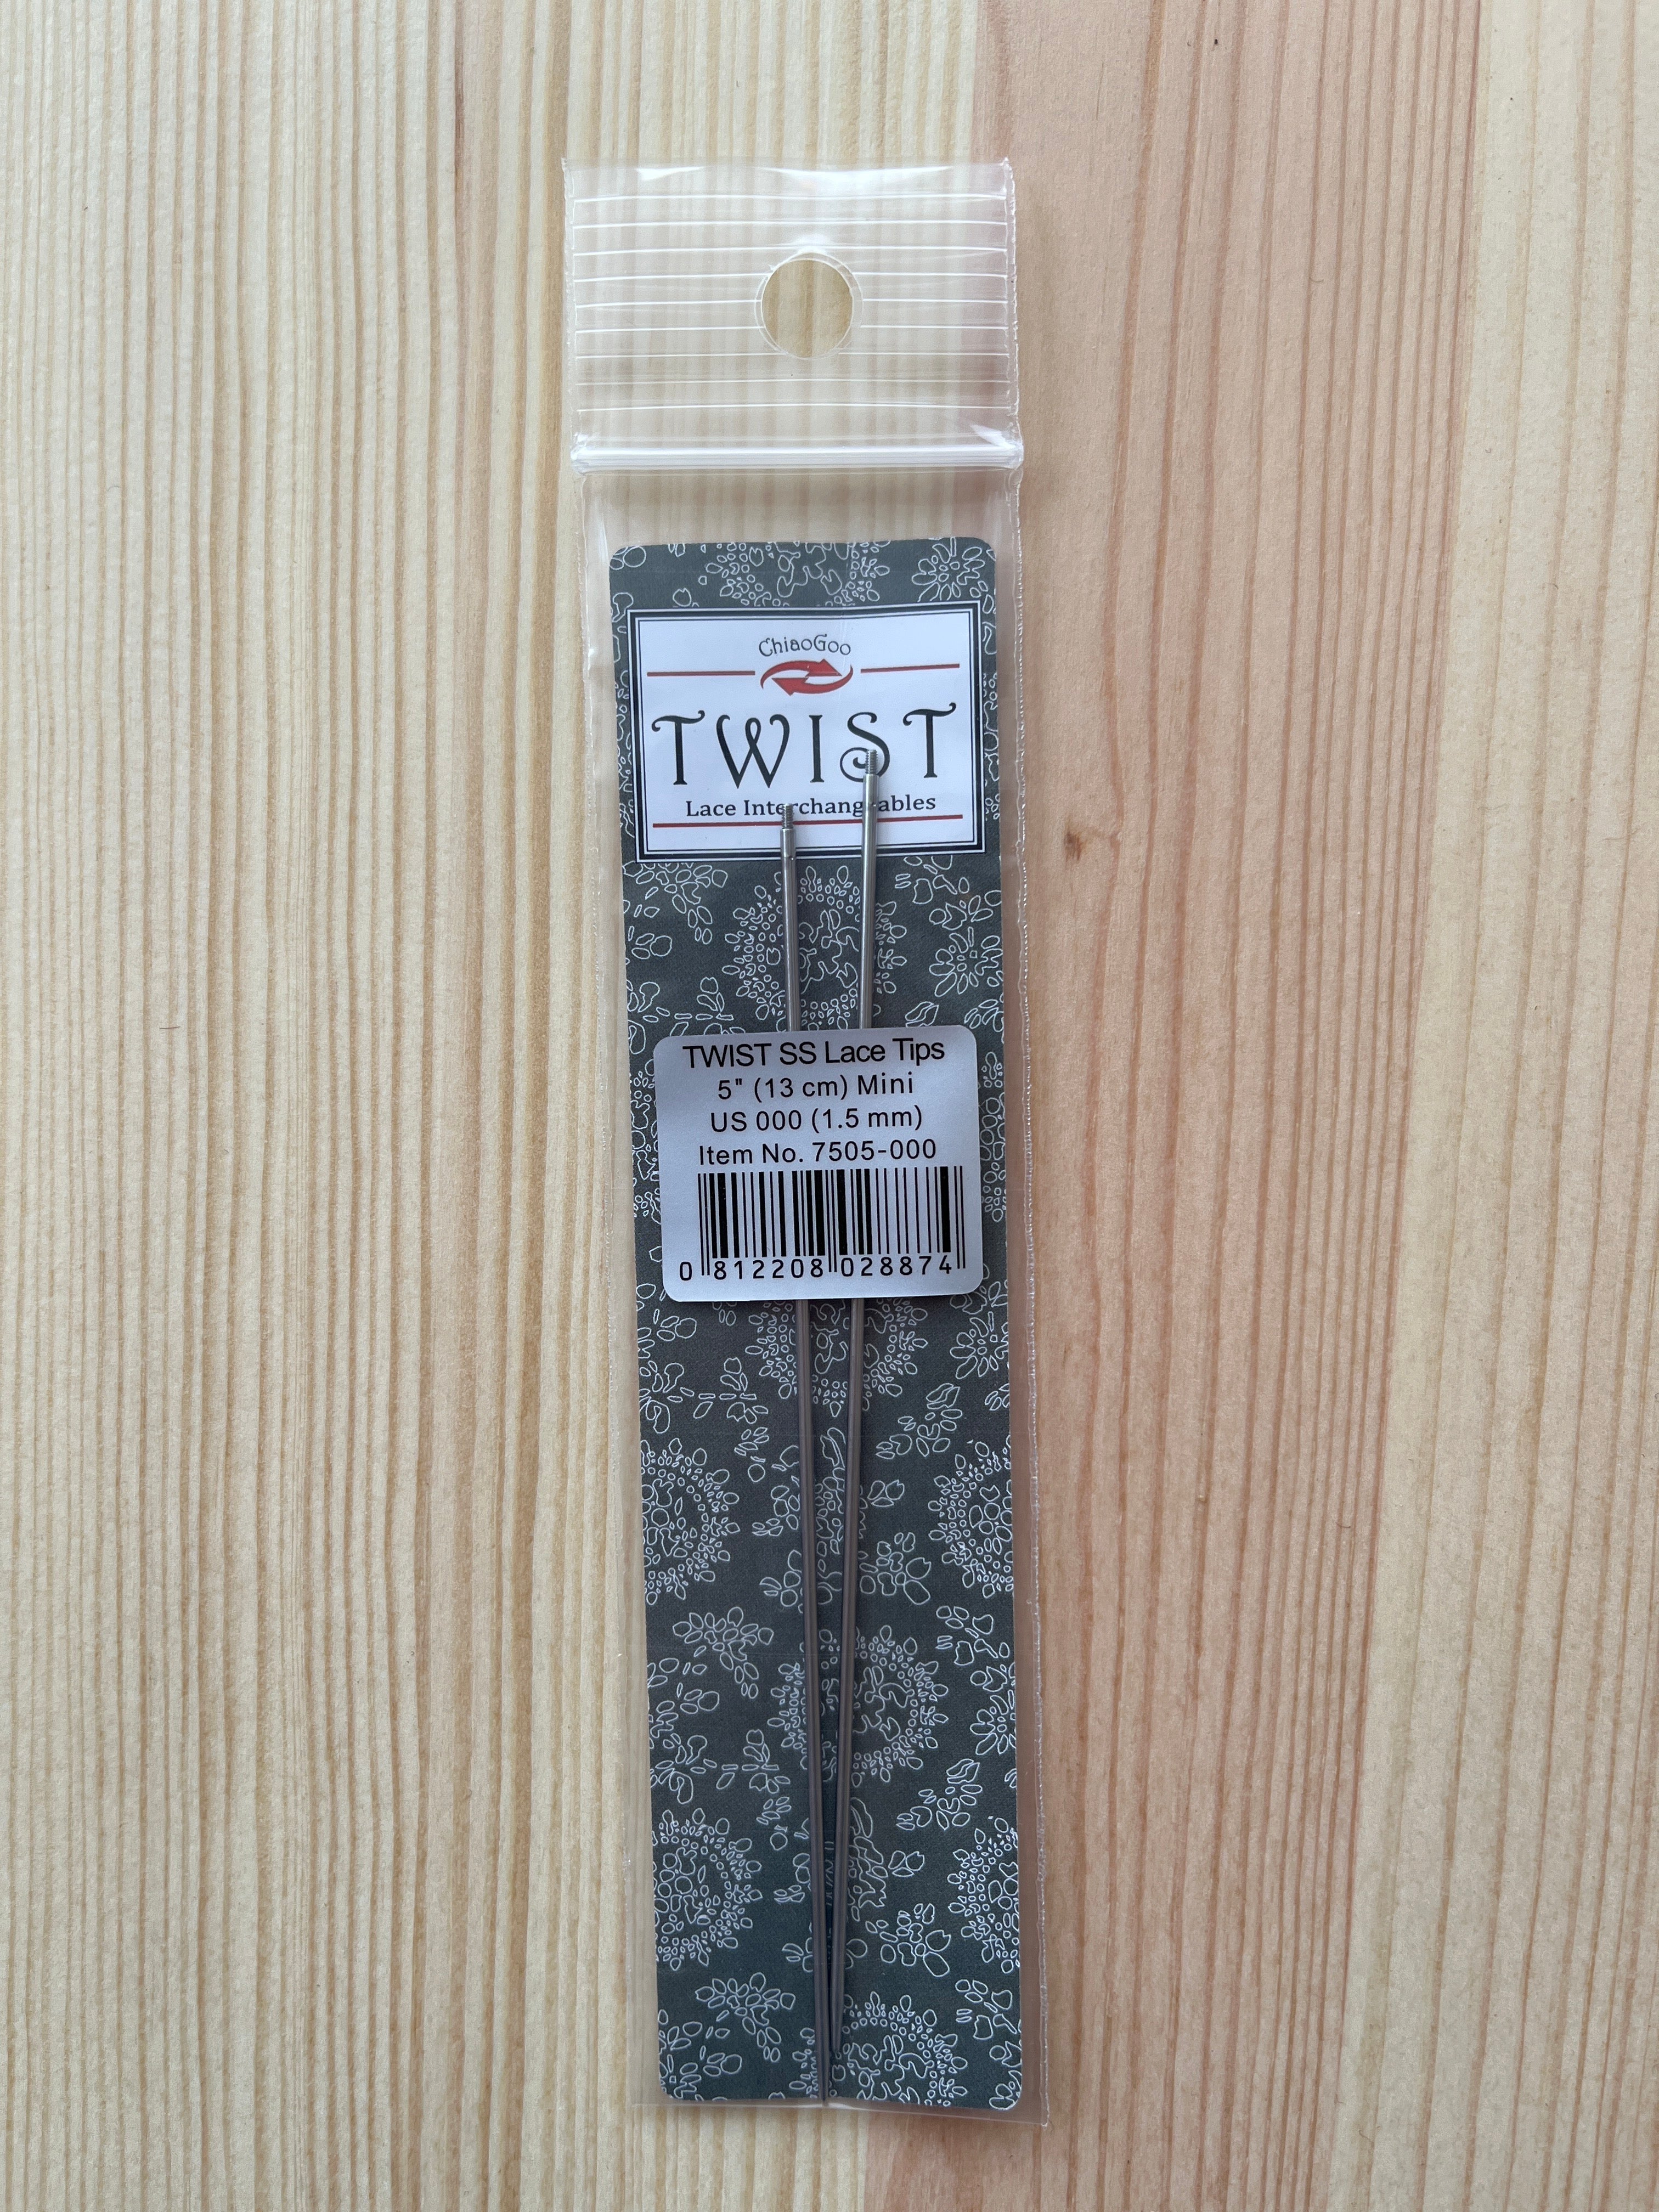 ChiaoGoo
TWIST
Lace Interchangeables
TWIST SS Lace Tips
5" (13 cm) Mini
US 000 (1.5 mm)
Item No. 7505-000
0 812208 028874